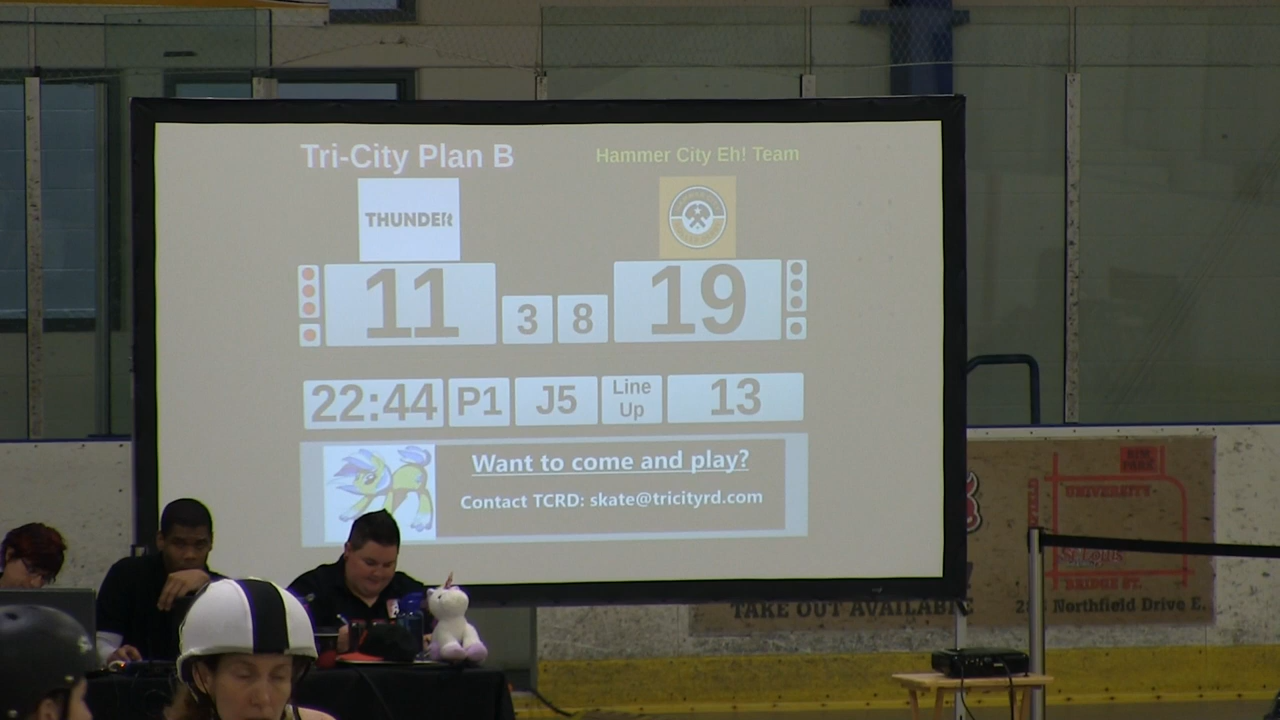 Tri-City Plan B
Hammer City Eh! Team
THUNDER
11
3
8
19
22:44
P1
J5
Line
Up
13
Want to come and play?
Contact TCRD: skate@tricityrd.com
UNIVERSITY
BRIDGE ST.
TAKE OUT AVAILABLE
Northfield Drive E.